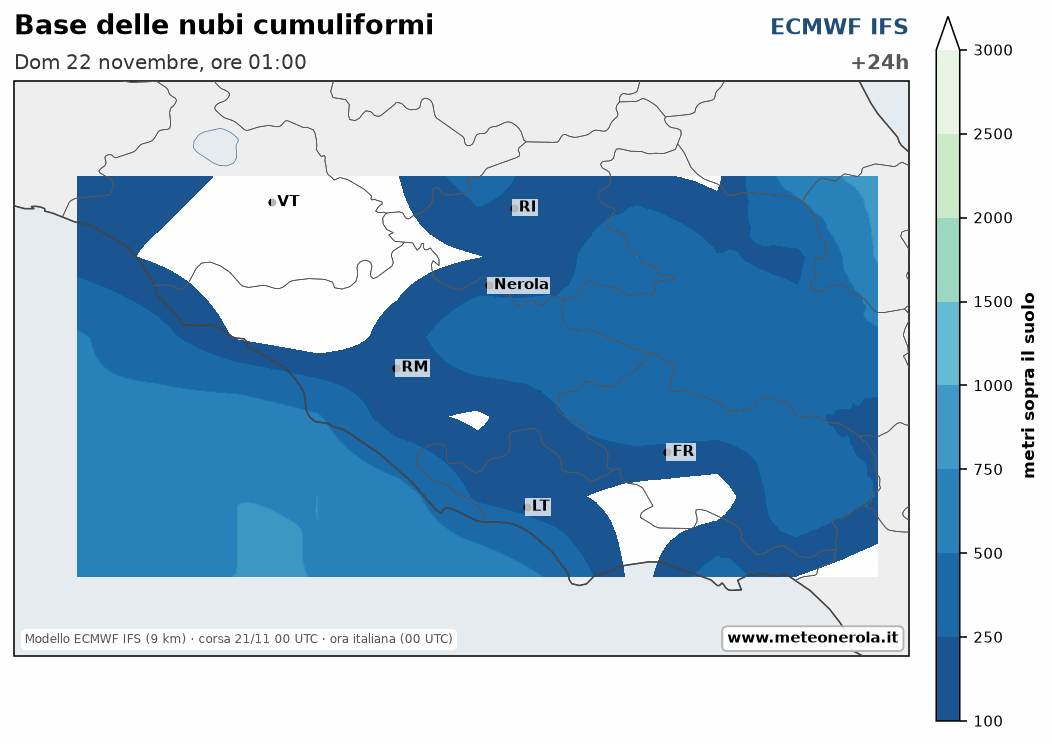 Base delle nubi cumuliformi
ECMWF IFS
Dom 22 novembre, ore 01:00
+24h
VT
RI
Nerola
RM
FR
LT
Modello ECMWF IFS (9 km) · corsa 21/11 00 UTC · ora italiana (00 UTC)
www.meteonerola.it
3000
2500
2000
1500
1000
750
500
250
100
metri sopra il suolo